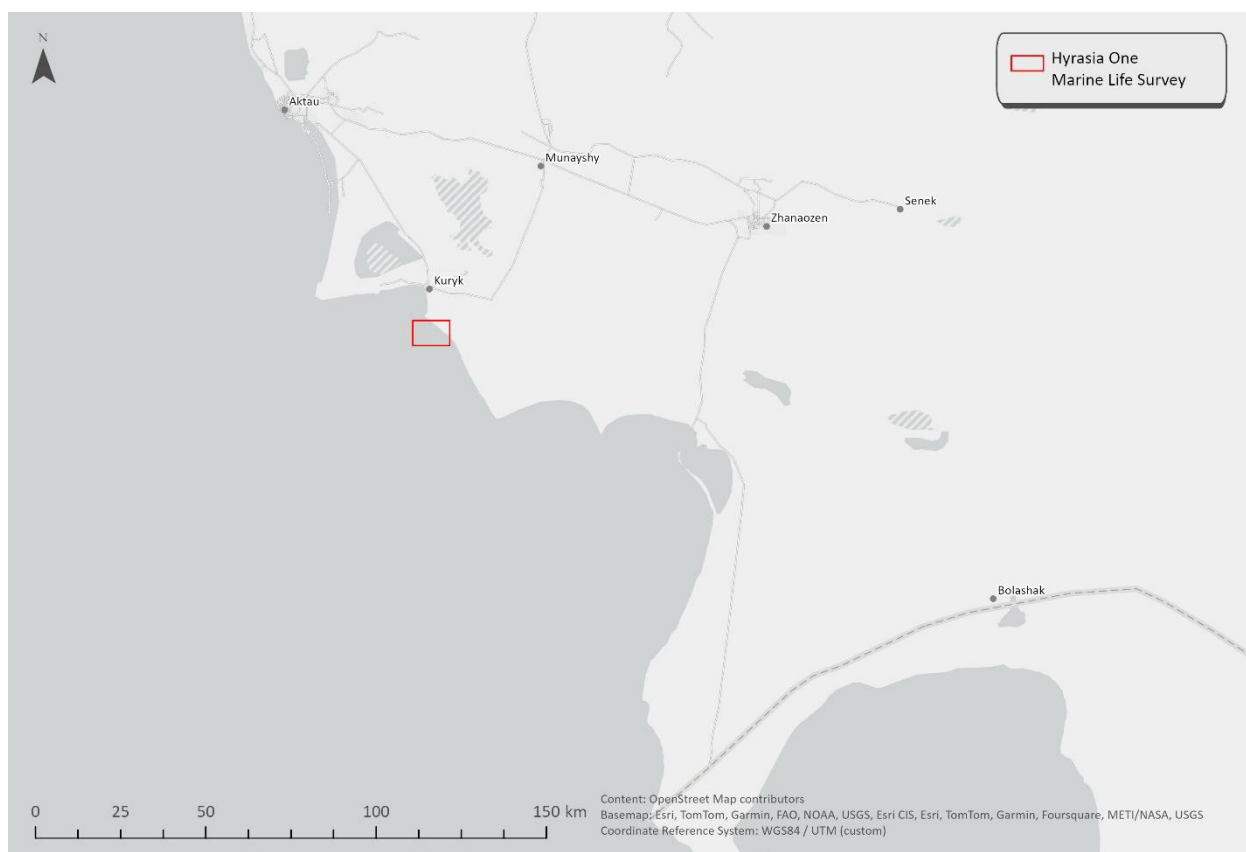 N
Hyrasia One
Marine Life Survey
Aktau
Munayshy
Senek
Zhanaozen
Kuryk
Bolashak
0 25 50 100 150 km
Content: OpenStreet Map contributors
Basemap: Esri, TomTom, Garmin, FAO, NOAA, USGS, Esri CIS, Esri, TomTom, Garmin, Foursquare, METI/NASA, USGS
Coordinate Reference System: WGS84 / UTM (custom)